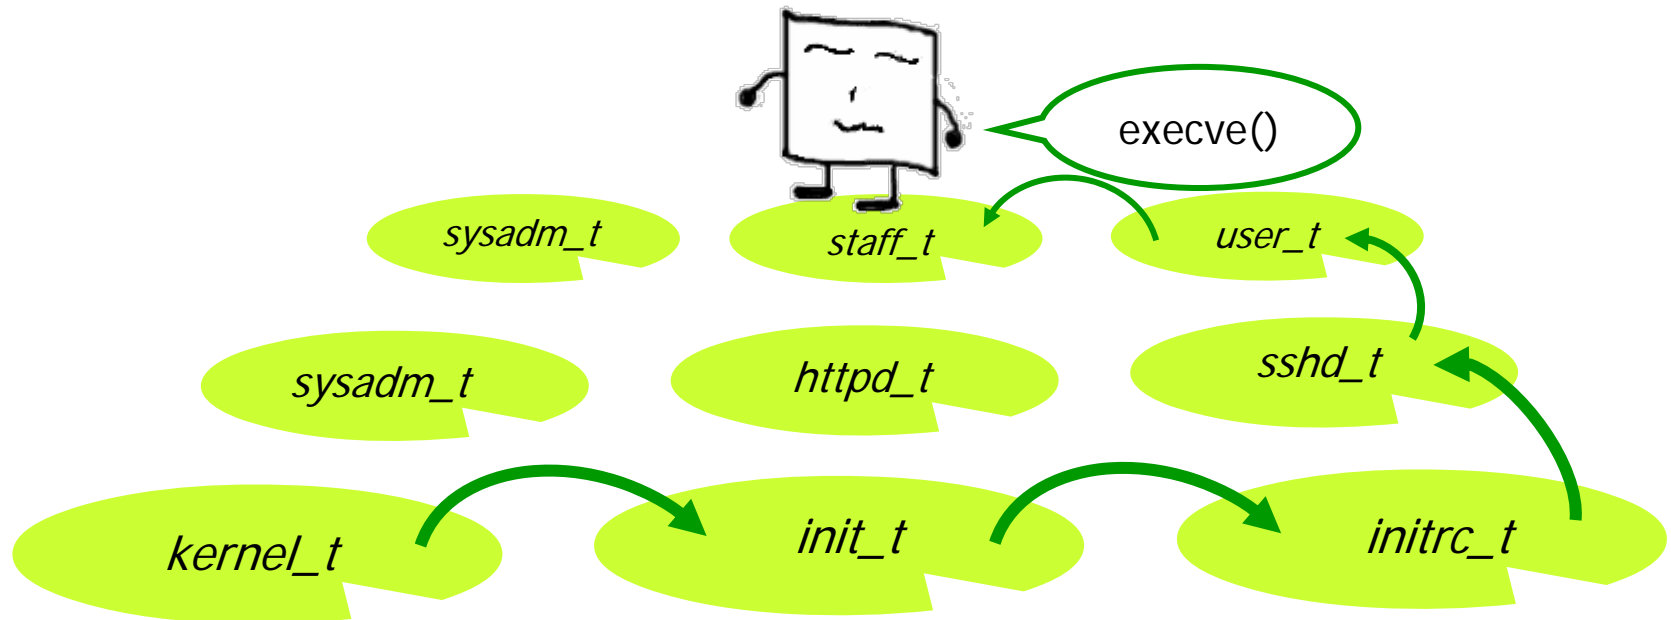 execve()
sysadm_t
staff_t
user_t
sysadm_t
httpd_t
sshd_t
kernel_t
init_t
initrc_t